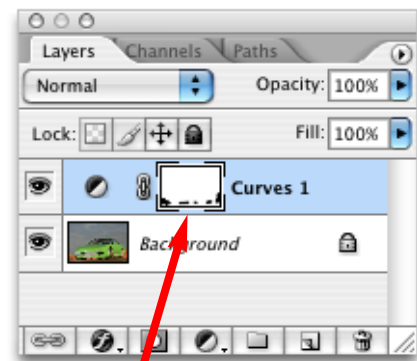 Layers Channels Paths
Normal Opacity: 100%
Lock: Fill: 100%
Curves 1
Background